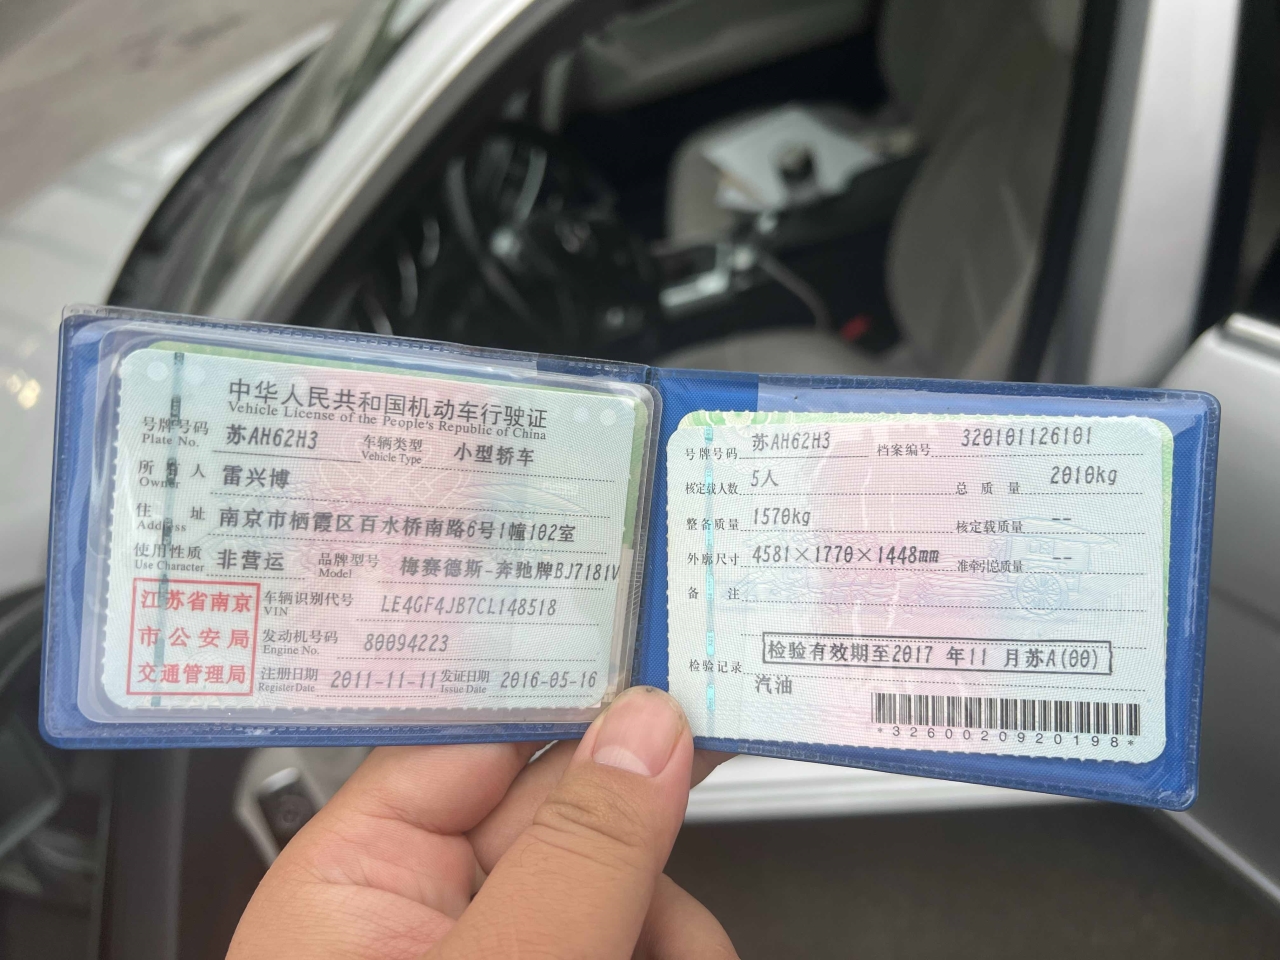 中华人民共和国机动车行驶证
Vehicle License of the People's Republic of China
号牌号码 苏AH62H3 车辆类型 小型轿车
Plate No. Vehicle Type
所有人 雷兴博
Owner
住址 南京市栖霞区百水桥南路6号1幢102室
Address
使用性质 非营运 品牌型号 梅赛德斯-奔驰牌BJ7181V
Use Character Model
江苏省南京
市公安局
交通管理局
车辆识别代号 LE4GF4JB7CL148518
VIN
发动机号码 80094223
Engine No.
注册日期 2011-11-11 发证日期 2016-05-16
Register Date Issue Date
号牌号码 苏AH62H3 档案编号 320101126101
核定载人数 5人 总质量 2010kg
整备质量 1570kg 核定载质量 --
外廓尺寸 4581×1770×1448mm 准牵引总质量 --
备注
检验记录 检验有效期至2017 年11 月苏A(00)
汽油
*3260020920198*